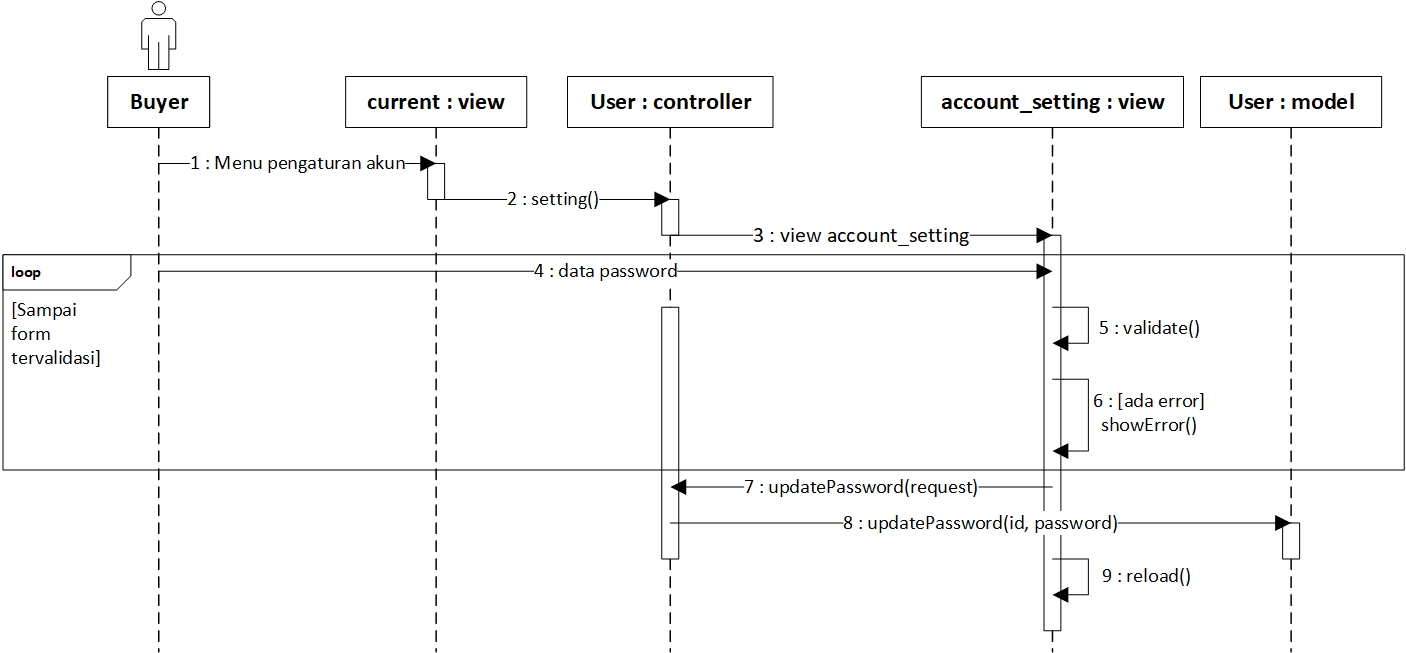 Buyer
current : view
User : controller
account_setting : view
User : model
1 : Menu pengaturan akun
2 : setting()
3 : view account_setting
loop
4 : data password
[Sampai
form
tervalidasi]
5 : validate()
6 : [ada error]
showError()
7 : updatePassword(request)
8 : updatePassword(id, password)
9 : reload()